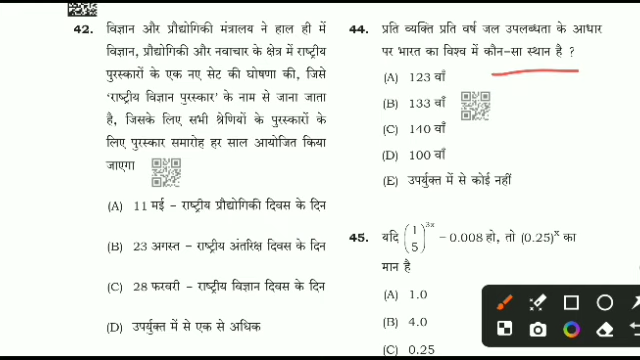 42. विज्ञान और प्रौद्योगिकी मंत्रालय ने हाल ही में
विज्ञान, प्रौद्योगिकी और नवाचार के क्षेत्र में राष्ट्रीय
पुरस्कारों के एक नए सेट की घोषणा की, जिसे
‘राष्ट्रीय विज्ञान पुरस्कार’ के नाम से जाना जाता
है, जिसके लिए सभी श्रेणियों के पुरस्कारों के
लिए पुरस्कार समारोह हर साल आयोजित किया
जाएगा
(A) 11 मई – राष्ट्रीय प्रौद्योगिकी दिवस के दिन
(B) 23 अगस्त – राष्ट्रीय अंतरिक्ष दिवस के दिन
(C) 28 फरवरी – राष्ट्रीय विज्ञान दिवस के दिन
(D) उपर्युक्त में से एक से अधिक
44. प्रति व्यक्ति प्रति वर्ष जल उपलब्धता के आधार
पर भारत का विश्व में कौन-सा स्थान है ?
(A) 123 वाँ
(B) 133 वाँ
(C) 140 वाँ
(D) 100 वाँ
(E) उपर्युक्त में से कोई नहीं
45. यदि (1/5)^3x – 0.008 हो, तो (0.25)^x का
मान है
(A) 1.0
(B) 4.0
(C) 0.25